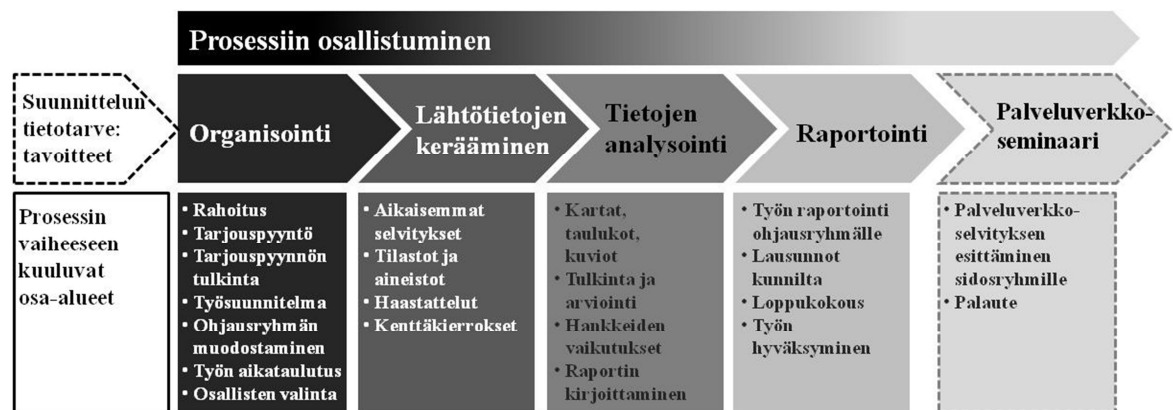 Prosessiin osallistuminen
Suunnittelun
tietotarve:
tavoitteet
Organisointi
Lähtötietojen
kerääminen
Tietojen
analysointi
Raportointi
Palveluverkko-
seminaari
Prosessin
vaiheeseen
kuuluvat
osa-alueet
• Rahoitus
• Tarjouspyyntö
• Tarjouspyynnön
tulkinta
• Työsuunnitelma
• Ohjausryhmän
muodostaminen
• Työn aikataulutus
• Osallisten valinta
• Aikaisemmat
selvitykset
• Tilastot ja
aineistot
• Haastattelut
• Kenttäkierrokset
• Kartat,
taulukot,
kuviot
• Tulkinta ja
arviointi
• Hankkeiden
vaikutukset
• Raportin
kirjoittaminen
• Työn raportointi
ohjausryhmälle
• Lausunnot
kunnilta
• Loppukokous
• Työn
hyväksyminen
• Palveluverkko-
selvityksen
esittäminen
sidosryhmille
• Palaute